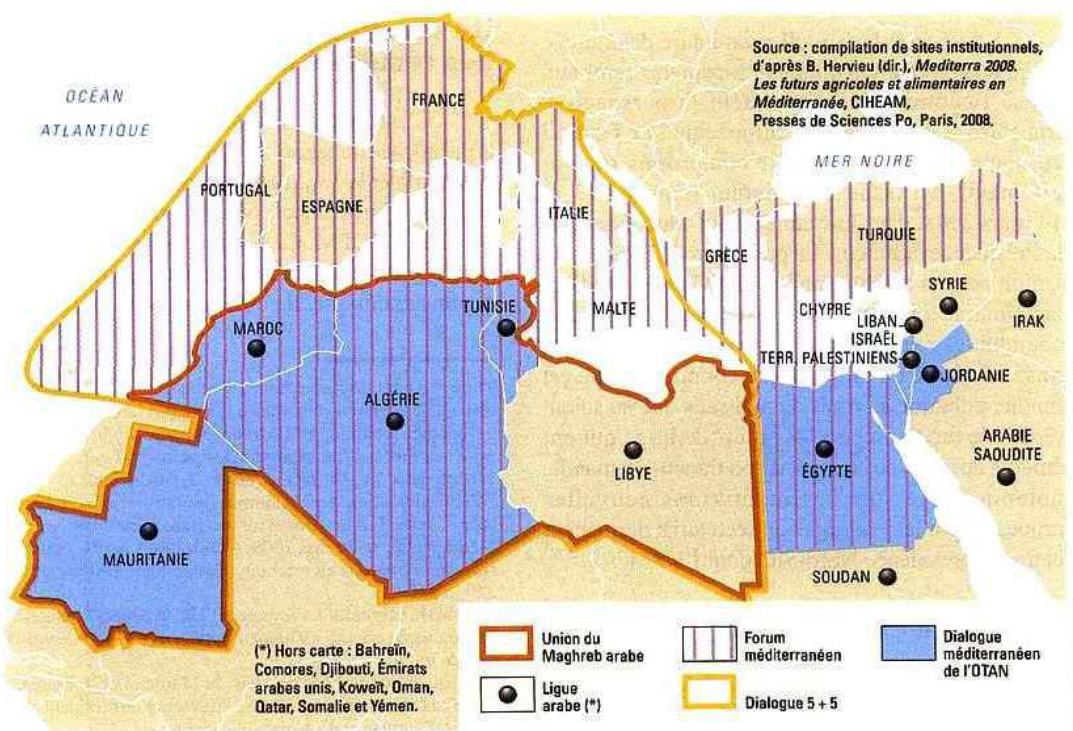 OCÉAN
ATLANTIQUE
Source : compilation de sites institutionnels,
d'après B. Hervieu (dir.), Mediterra 2008.
Les futurs agricoles et alimentaires en
Méditerranée, CIHEAM,
Presses de Sciences Po, Paris, 2008.
FRANCE
MER NOIRE
PORTUGAL
ESPAGNE
ITALIE
GRÈCE
TURQUIE
SYRIE
MALTE
CHYPRE
LIBAN
IRAK
ISRAËL
TERR. PALESTINIENS
JORDANIE
MAROC
TUNISIE
ALGÉRIE
LIBYE
ÉGYPTE
ARABIE
SAOUDITE
MAURITANIE
SOUDAN
(*) Hors carte : Bahreïn,
Comores, Djibouti, Émirats
arabes unis, Koweït, Oman,
Qatar, Somalie et Yémen.
Union du
Maghreb arabe
Ligue
arabe (*)
Forum
méditerranéen
Dialogue 5 + 5
Dialogue
méditerranéen
de l'OTAN